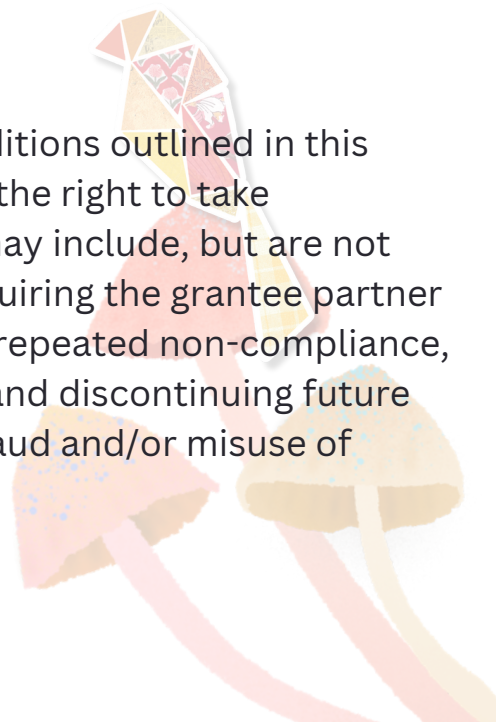 ditions outlined in this
the right to take
ay include, but are not
uiring the grantee partner
repeated non-compliance,
and discontinuing future
aud and/or misuse of